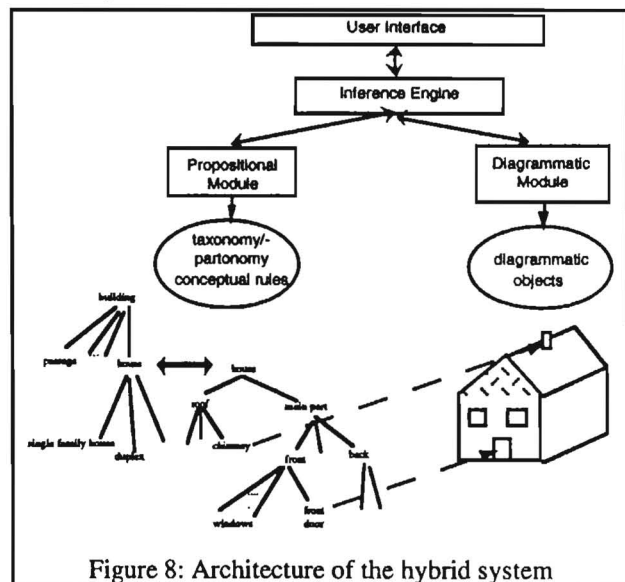 User Interface
Inference Engine
Propositional
Module
Diagrammatic
Module
taxonomy/-
partonomy
conceptual rules
diagrammatic
objects
building
passage
...
house
house
roof
main part
single family house
duplex
chimney
front
back
...
windows
front
door
Figure 8: Architecture of the hybrid system